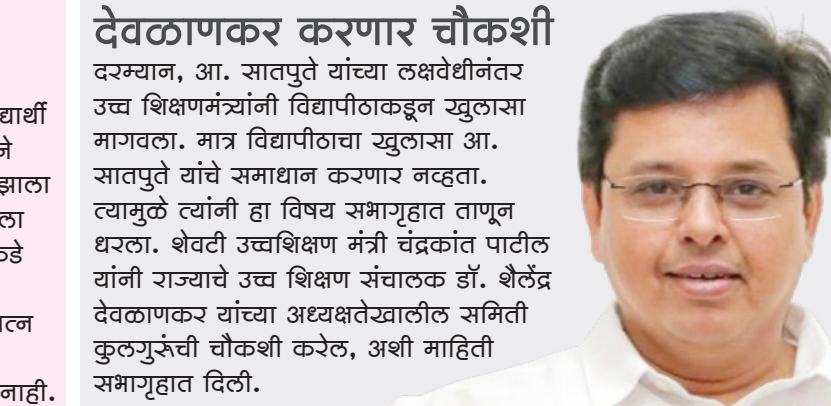 द्यार्थी
ने
झाला
ला
कडे
त्न
नाही.
देवळाणकर करणार चौकशी
दरम्यान, आ. सातपुते यांच्या लक्षवेधीनंतर
उच्च शिक्षणमंत्र्यांनी विद्यापीठाकडून खुलासा
मागवला. मात्र विद्यापीठाचा खुलासा आ.
सातपुते यांचे समाधान करणार नव्हता.
त्यामुळे त्यांनी हा विषय सभागृहात ताणून
धरला. शेवटी उच्चशिक्षण मंत्री चंद्रकांत पाटील
यांनी राज्याचे उच्च शिक्षण संचालक डॉ. शैलेंद्र
देवळाणकर यांच्या अध्यक्षतेखालील समिती
कुलगुरूंची चौकशी करेल, अशी माहिती
सभागृहात दिली.